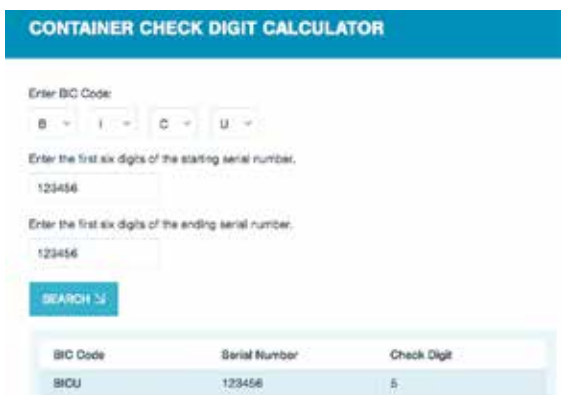 CONTAINER CHECK DIGIT CALCULATOR
Enter BIC Code:
B I C U
Enter the first six digits of the starting serial number.
123456
Enter the first six digits of the ending serial number.
123456
SEARCH
BIC Code Serial Number Check Digit
BICU 123456 5